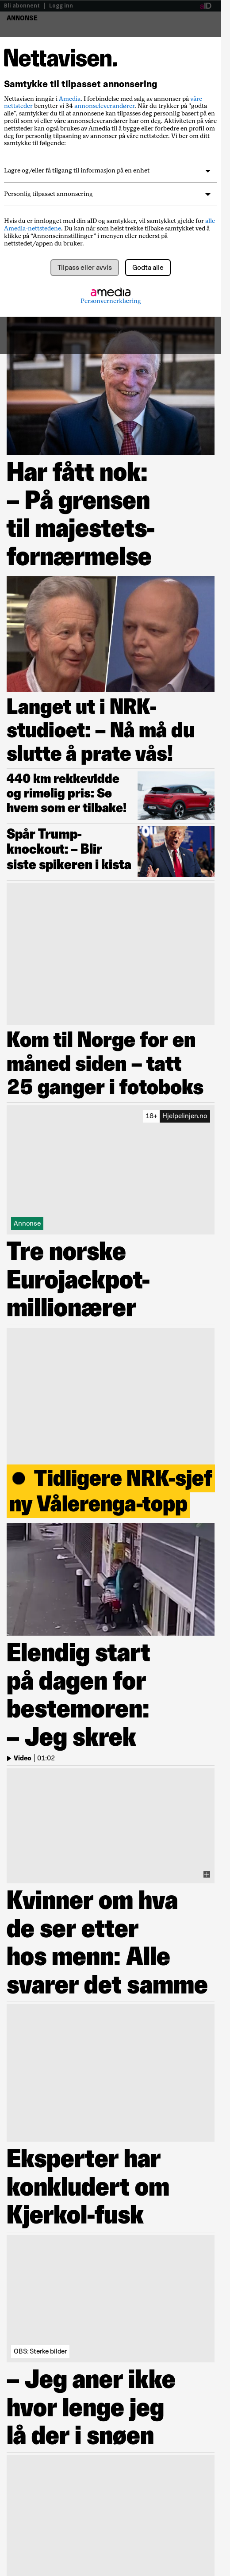 Bli abonnent | Logg inn
aID
ANNONSE
Nettavisen.
Samtykke til tilpasset annonsering
Nettavisen inngår i Amedia. I forbindelse med salg av annonser på våre
nettsteder benytter vi 34 annonseleverandører. Når du trykker på "godta
alle", samtykker du til at annonsene kan tilpasses deg personlig basert på din
profil som vi eller våre annonseleverandører har om deg. Aktivitet din på våre
nettsteder kan også brukes av Amedia til å bygge eller forbedre en profil om
deg for personlig tilpasning av annonser på våre nettsteder. Vi ber om ditt
samtykke til følgende:
Lagre og/eller få tilgang til informasjon på en enhet
Personlig tilpasset annonsering
Hvis du er innlogget med din aID og samtykker, vil samtykket gjelde for alle
Amedia-nettstedene. Du kan når som helst trekke tilbake samtykket ved å
klikke på "Annonseinnstillinger" i menyen eller nederst på
nettstedet/appen du bruker.
Tilpass eller avvis
Godta alle
amedia
Personvernerklæring
Har fått nok:
– På grensen
til majestets-
fornærmelse
Langet ut i NRK-
studioet: – Nå må du
slutte å prate vås!
440 km rekkevidde
og rimelig pris: Se
hvem som er tilbake!
Spår Trump-
knockout: – Blir
siste spikeren i kista
Kom til Norge for en
måned siden – tatt
25 ganger i fotoboks
18+ Hjelpelinjen.no
Annonse
Tre norske
Eurojackpot-
millionærer
Tidligere NRK-sjef
ny Vålerenga-topp
Elendig start
på dagen for
bestemoren:
– Jeg skrek
Video | 01:02
Kvinner om hva
de ser etter
hos menn: Alle
svarer det samme
Eksperter har
konkludert om
Kjerkol-fusk
OBS: Sterke bilder
– Jeg aner ikke
hvor lenge jeg
lå der i snøen